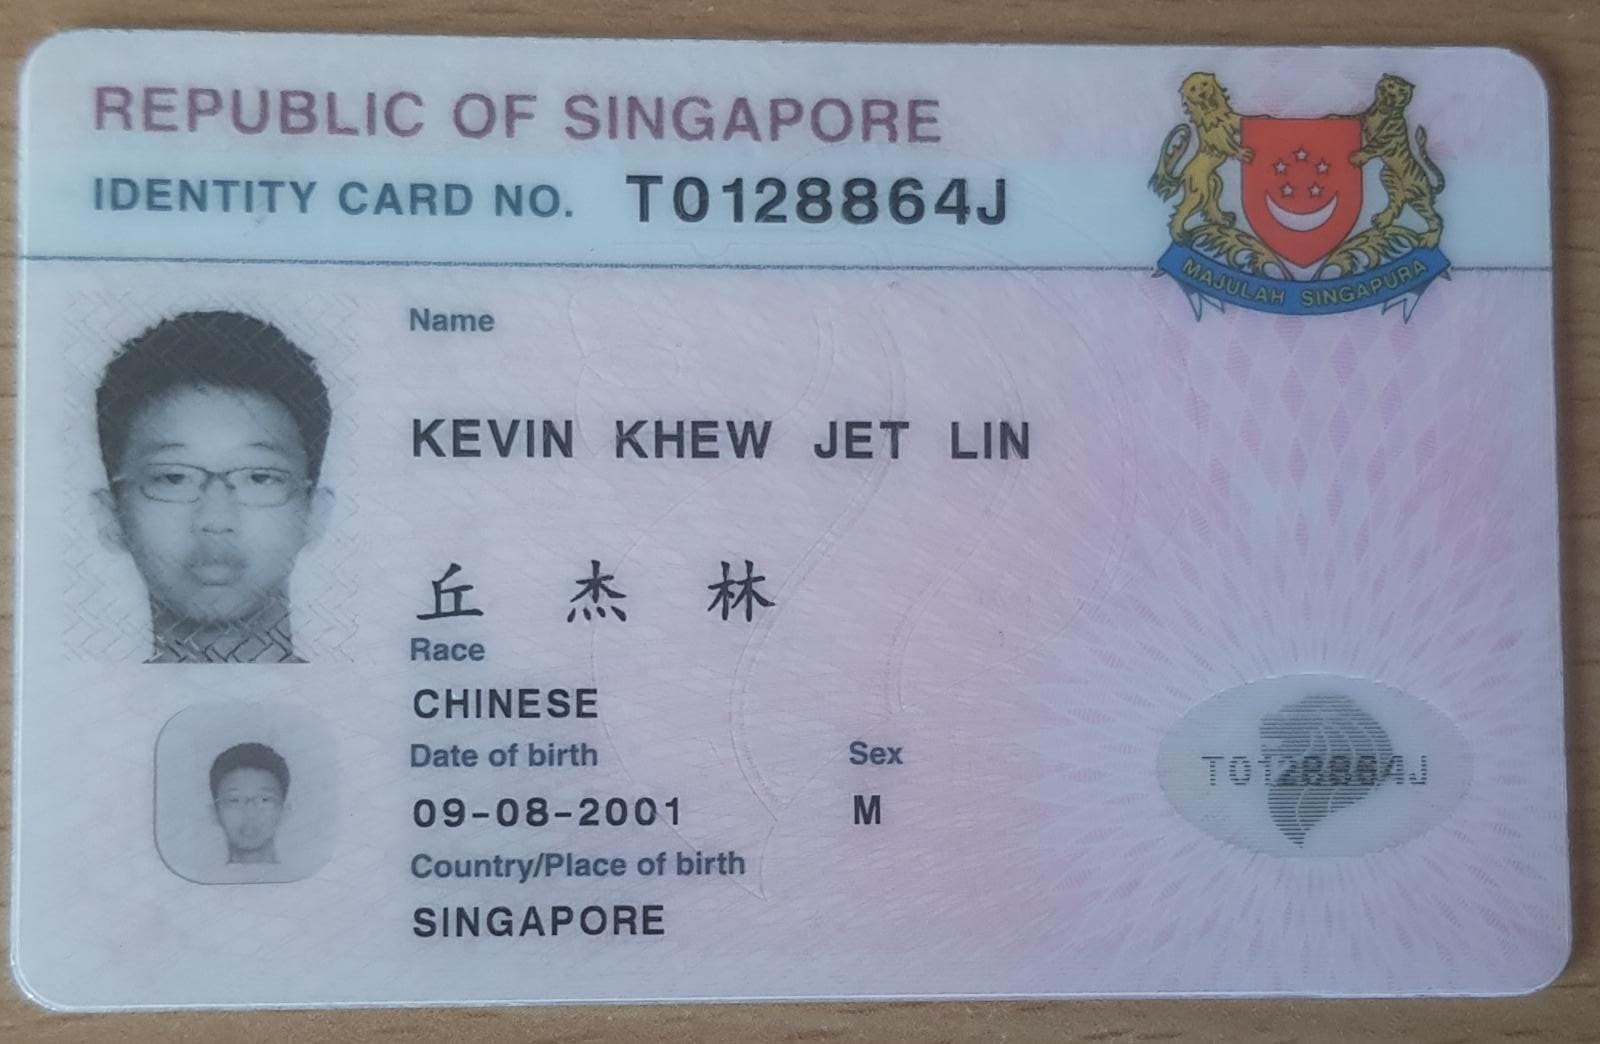 REPUBLIC OF SINGAPORE
IDENTITY CARD NO. T0128864J
MAJULAH SINGAPURA
Name
KEVIN KHEW JET LIN
丘 杰 林
Race
CHINESE
Date of birth Sex
09-08-2001 M
T0128864J
Country/Place of birth
SINGAPORE